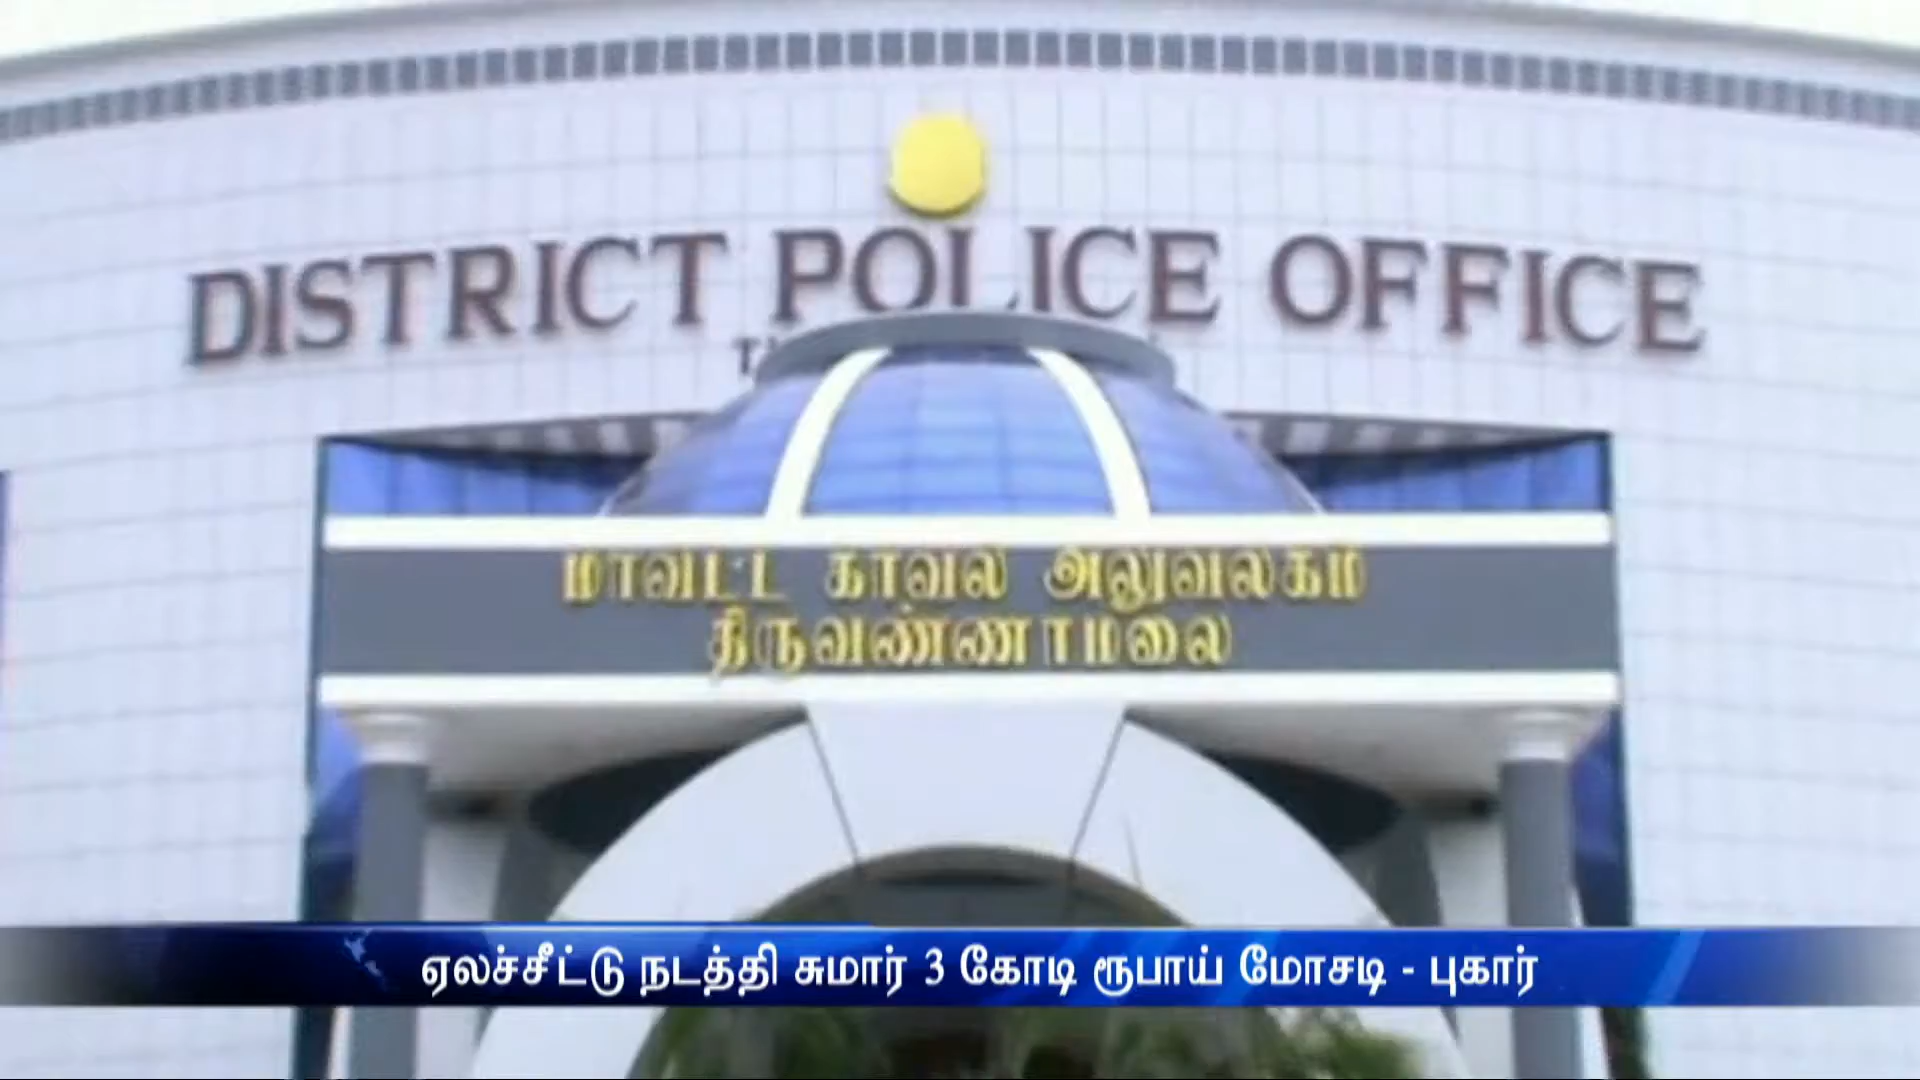 DISTRICT POLICE OFFICE
மாவட்ட காவல் அலுவலகம்
திருவண்ணாமலை
ஏலச்சீட்டு நடத்தி சுமார் 3 கோடி ரூபாய் மோசடி - புகார்